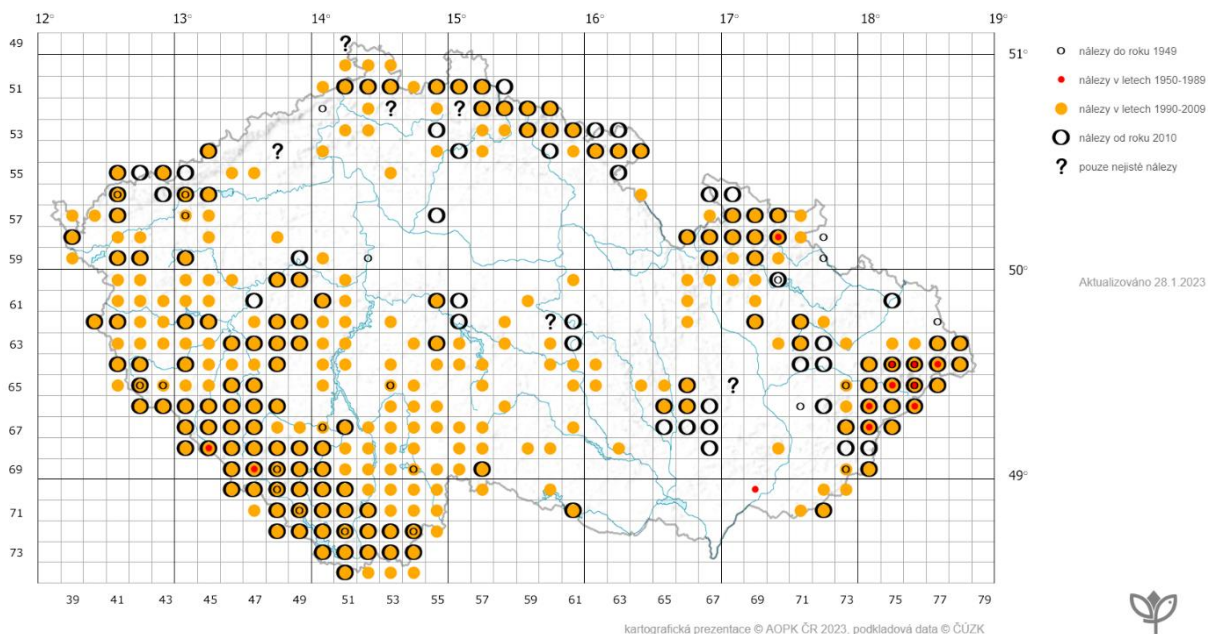 12° 13° 14° 15° 16° 17° 18° 19°
49
51°
51
53
55
57
59
50°
61
63
65
67
69
49°
71
73
39 41 43 45 47 49 51 53 55 57 59 61 63 65 67 69 71 73 75 77 79
nálezy do roku 1949
nálezy v letech 1950-1989
nálezy v letech 1990-2009
nálezy od roku 2010
? pouze nejisté nálezy
Aktualizováno 28.1.2023
kartografická prezentace © AOPK ČR 2023, podkladová data © ČÚZK